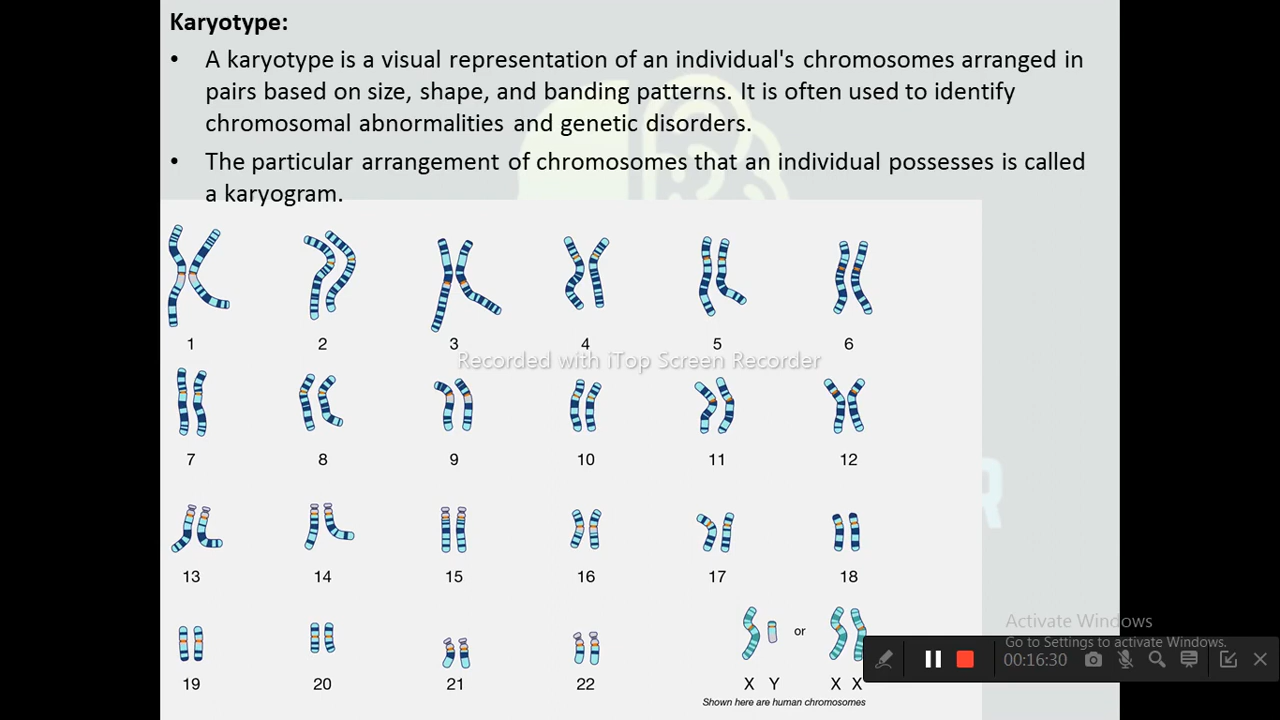 Karyotype:
• A karyotype is a visual representation of an individual's chromosomes arranged in
pairs based on size, shape, and banding patterns. It is often used to identify
chromosomal abnormalities and genetic disorders.
• The particular arrangement of chromosomes that an individual possesses is called
a karyogram.
1 2 3 4 5 6
Recorded with iTop Screen Recorder
7 8 9 10 11 12
R
13 14 15 16 17 18
Activate Windows
or
Go to Settings to activate Windows.
00:16:30
19 20 21 22 X Y X X
Shown here are human chromosomes